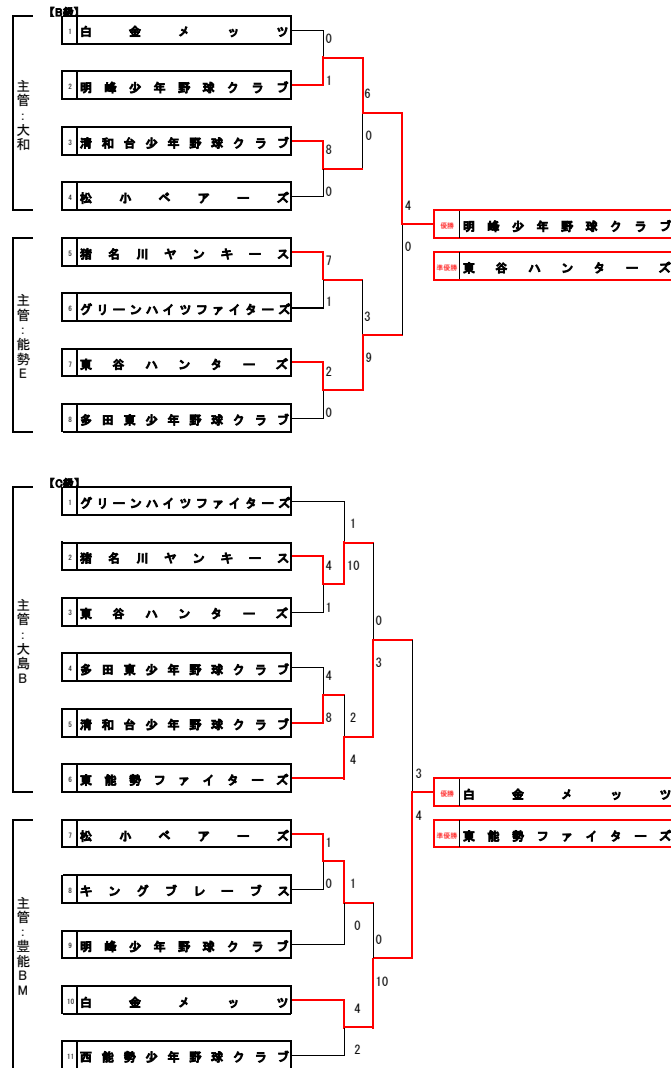 【B級】
主管:大和
1 白金メッツ
0
2 明峰少年野球クラブ
1
6
3 清和台少年野球クラブ
8
0
4 松小ベアーズ
0
4
優勝 明峰少年野球クラブ
0
準優勝 東谷ハンターズ
主管:能勢E
5 猪名川ヤンキース
7
6 グリーンハイツファイターズ
1
3
7 東谷ハンターズ
2
9
8 多田東少年野球クラブ
0
【C級】
主管:大島B
1 グリーンハイツファイターズ
1
2 猪名川ヤンキース
4
10
3 東谷ハンターズ
1
0
4 多田東少年野球クラブ
4
3
5 清和台少年野球クラブ
8
2
6 東能勢ファイターズ
4
3
優勝 白金メッツ
4
準優勝 東能勢ファイターズ
主管:豊能BM
7 松小ベアーズ
1
8 キングブレーブス
0
1
9 明峰少年野球クラブ
0
0
10 白金メッツ
4
10
11 西能勢少年野球クラブ
2